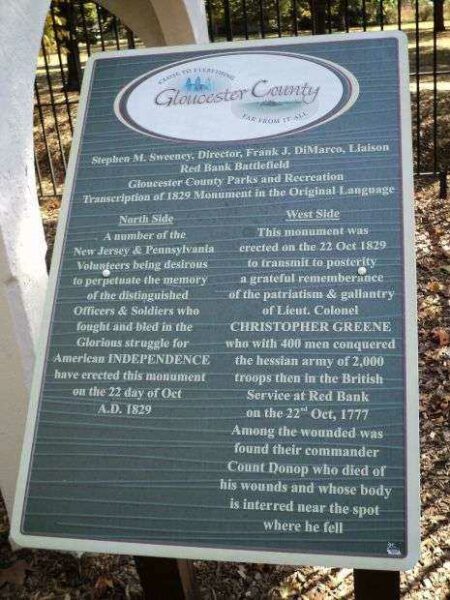 CLOSE TO EVERYTHING
Gloucester County
FAR FROM IT ALL
Stephen M. Sweeney, Director, Frank J. DiMarco, Liaison
Red Bank Battlefield
Gloucester County Parks and Recreation
Transcription of 1829 Monument in the Original Language
North Side
A number of the
New Jersey & Pennsylvania
Volunteers being desirous
to perpetuate the memory
of the distinguished
Officers & Soldiers who
fought and bled in the
Glorious struggle for
American INDEPENDENCE
have erected this monument
on the 22 day of Oct
A.D. 1829
West Side
This monument was
erected on the 22 Oct 1829
to transmit to posterity
a grateful rememberance
of the patriatism & gallantry
of Lieut. Colonel
CHRISTOPHER GREENE
who with 400 men conquered
the hessian army of 2,000
troops then in the British
Service at Red Bank
on the 22nd Oct, 1777
Among the wounded was
found their commander
Count Donop who died of
his wounds and whose body
is interred near the spot
where he fell